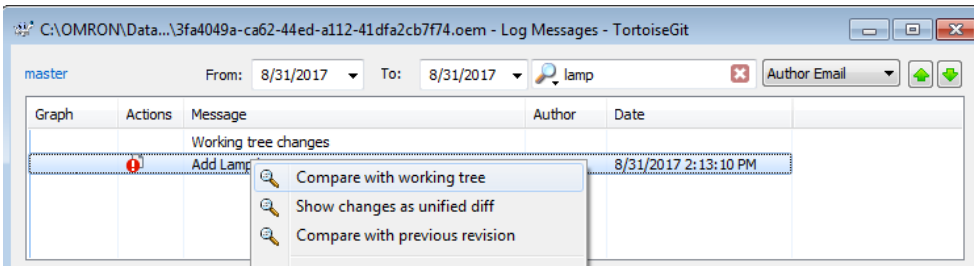 C:\OMRON\Data...\3fa4049a-ca62-44ed-a112-41dfa2cb7f74.oem - Log Messages - TortoiseGit
master From: 8/31/2017 To: 8/31/2017 lamp Author Email
Graph Actions Message Author Date
Working tree changes
Add Lamp 8/31/2017 2:13:10 PM
Compare with working tree
Show changes as unified diff
Compare with previous revision